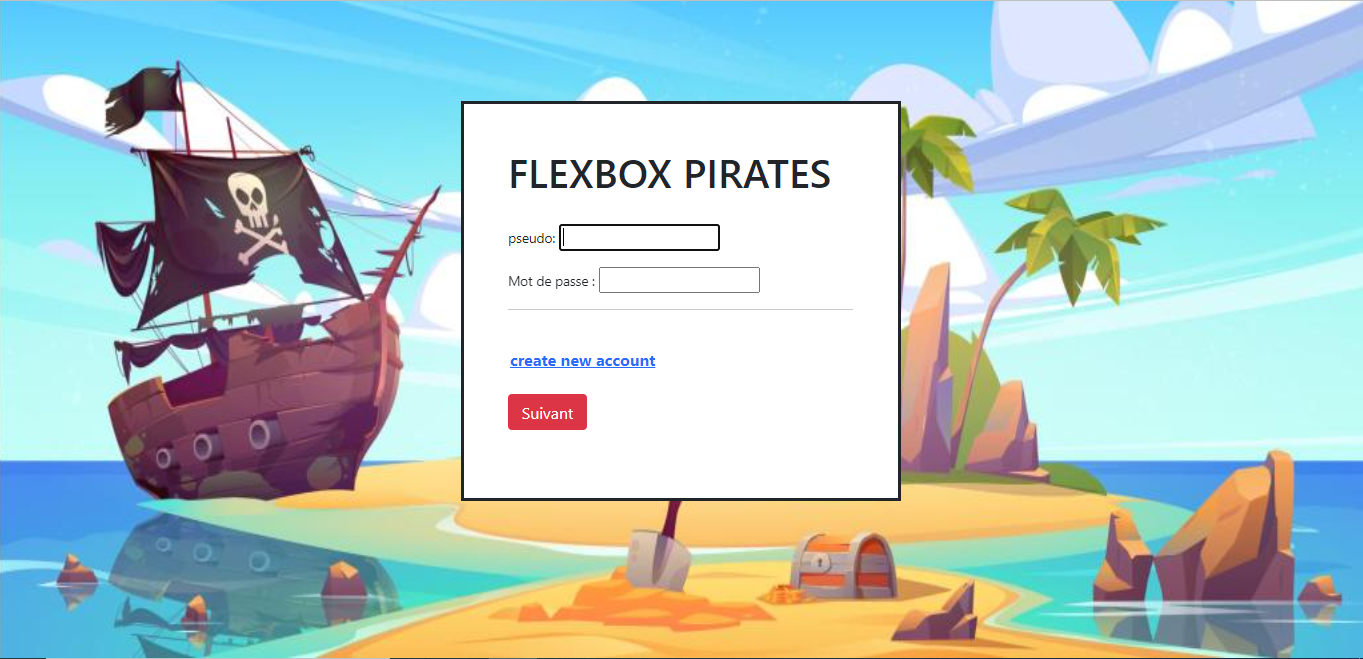 FLEXBOX PIRATES
pseudo:
Mot de passe :
create new account
Suivant